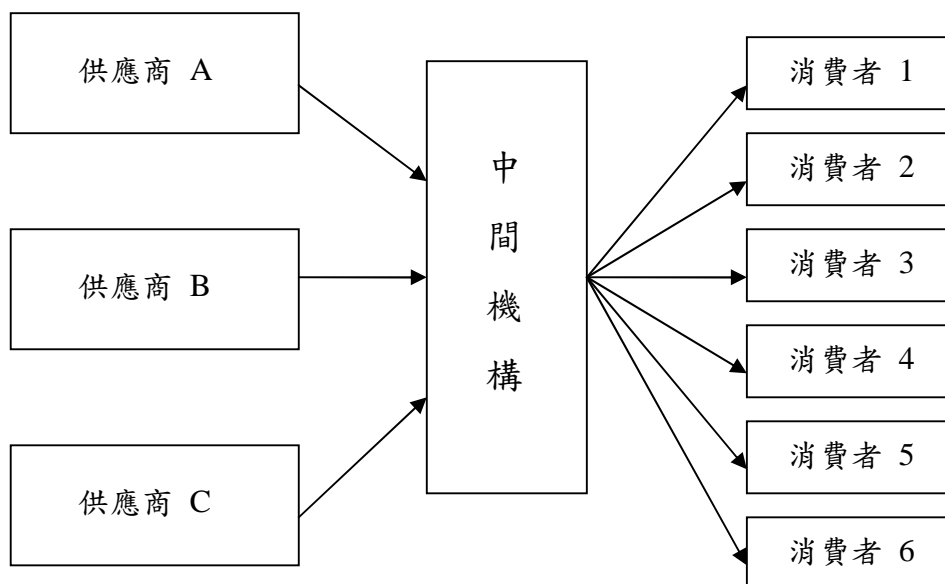 供應商 A
供應商 B
供應商 C
中
間
機
構
消費者 1
消費者 2
消費者 3
消費者 4
消費者 5
消費者 6